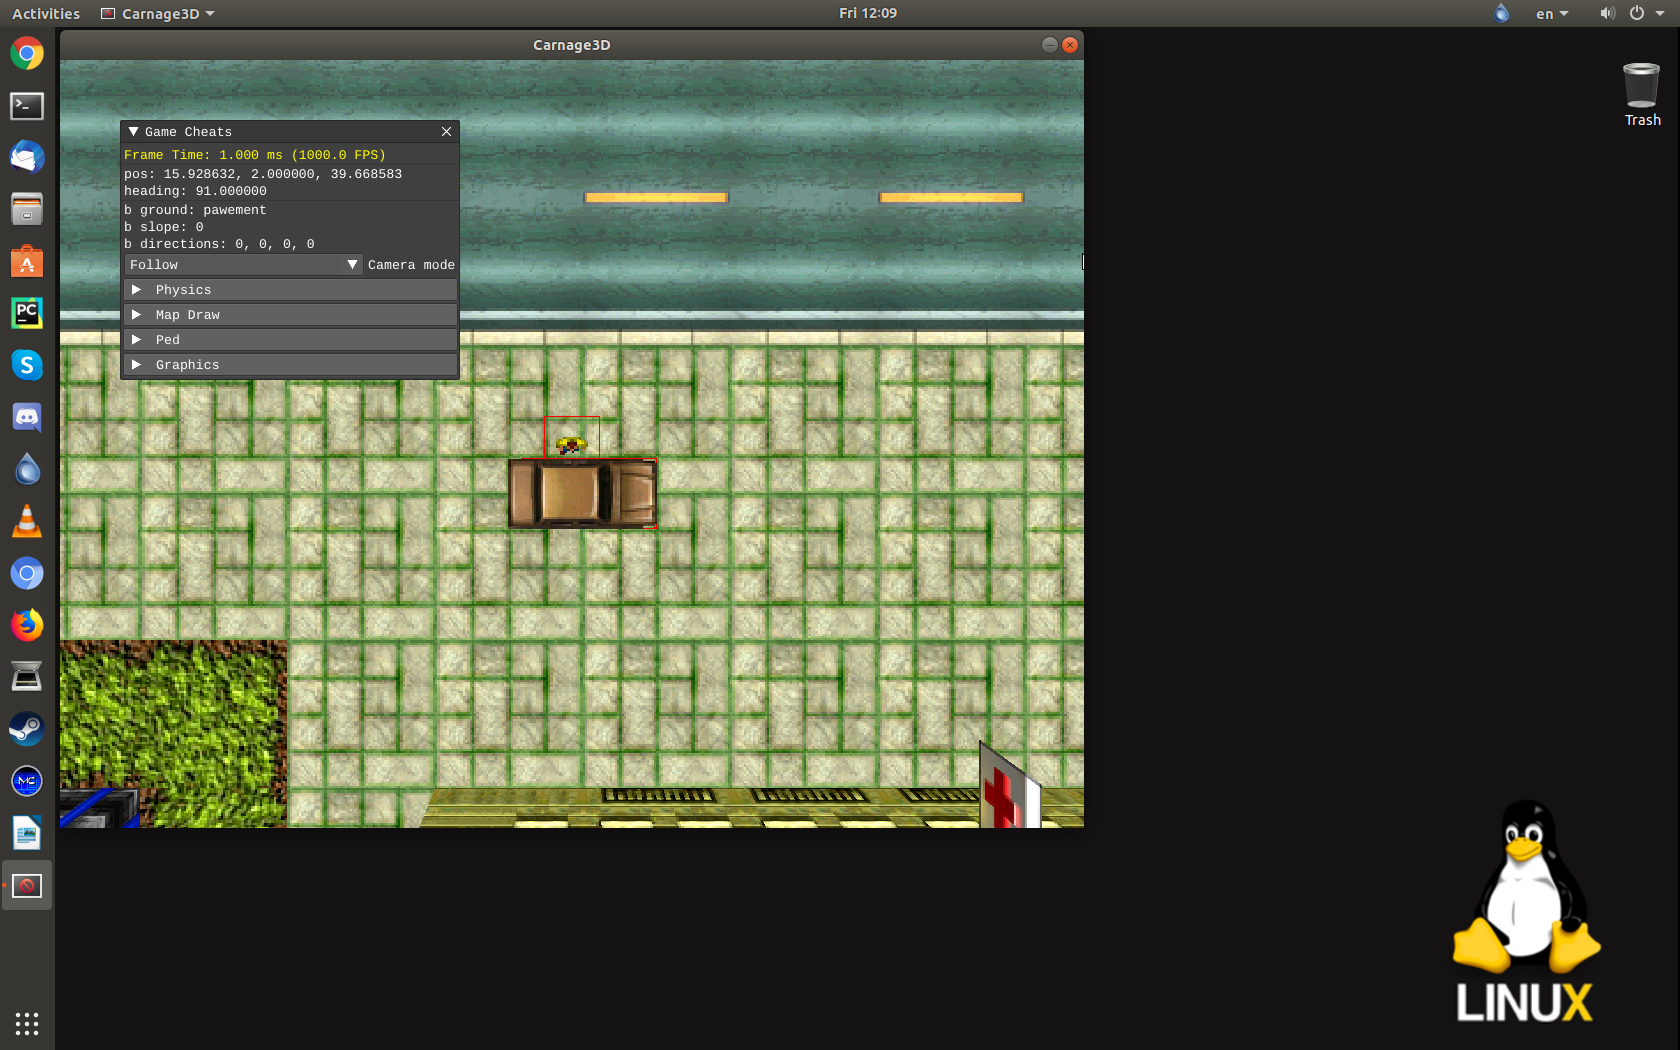 Activities
Carnage3D
Fri 12:09
en
Carnage3D
Trash
Game Cheats
Frame Time: 1.000 ms (1000.0 FPS)
pos: 15.928632, 2.000000, 39.668583
heading: 91.000000
b ground: pawement
b slope: 0
b directions: 0, 0, 0, 0
Follow
Camera mode
Physics
Map Draw
Ped
Graphics
PC
S
MC
LINUX